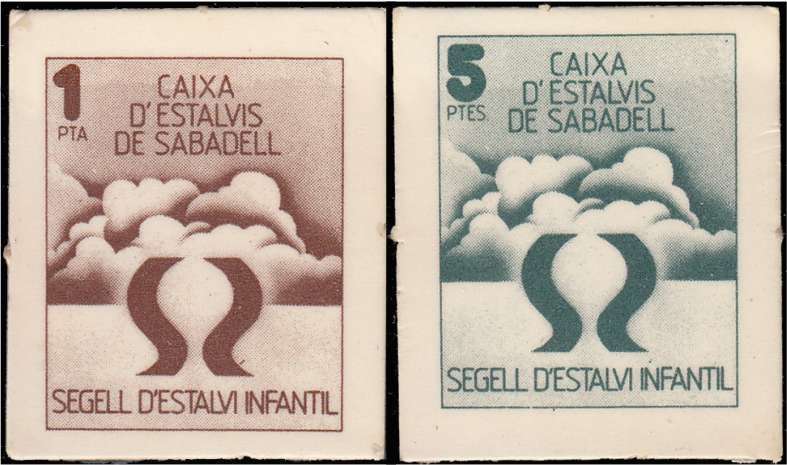 1
PTA
CAIXA
D'ESTALVIS
DE SABADELL
SEGELL D'ESTALVI INFANTIL
5
PTES
CAIXA
D'ESTALVIS
DE SABADELL
SEGELL D'ESTALVI INFANTIL